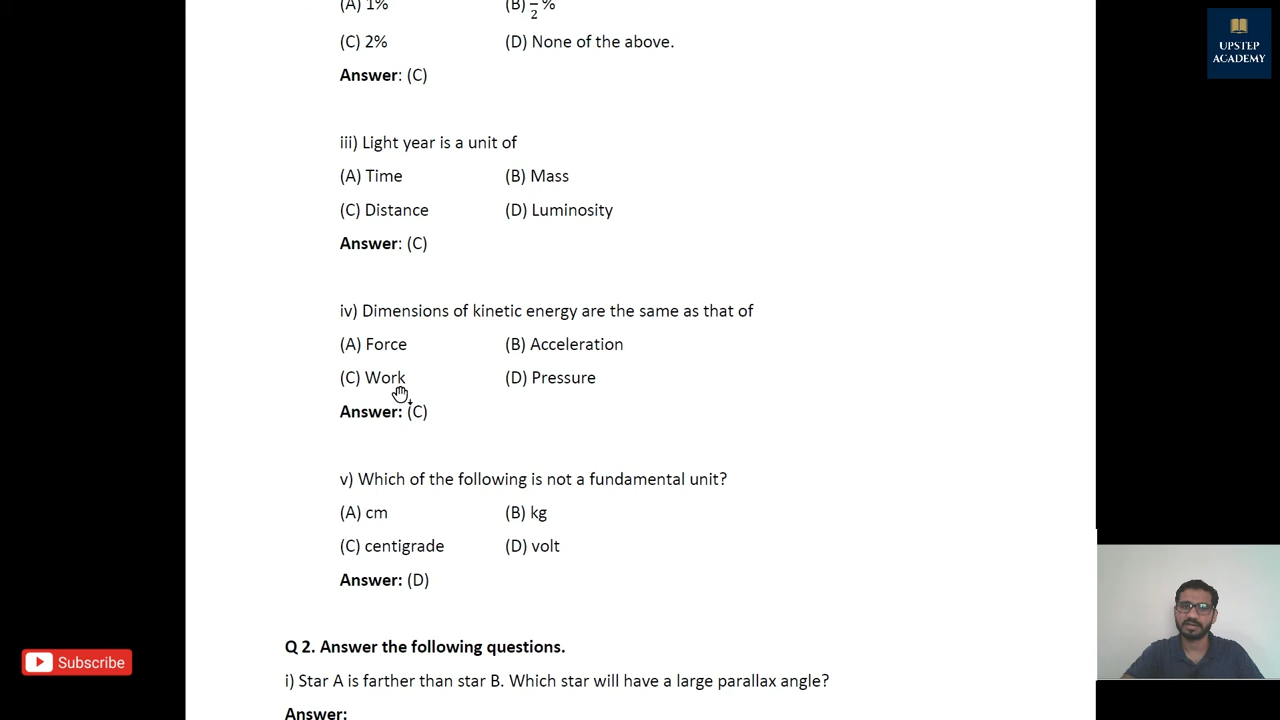 (A) 1% (B) –/2 %
(C) 2% (D) None of the above.
Answer: (C)
iii) Light year is a unit of
(A) Time (B) Mass
(C) Distance (D) Luminosity
Answer: (C)
iv) Dimensions of kinetic energy are the same as that of
(A) Force (B) Acceleration
(C) Work (D) Pressure
Answer: (C)
v) Which of the following is not a fundamental unit?
(A) cm (B) kg
(C) centigrade (D) volt
Answer: (D)
Q 2. Answer the following questions.
i) Star A is farther than star B. Which star will have a large parallax angle?
Answer:
UPSTEP
ACADEMY
Subscribe